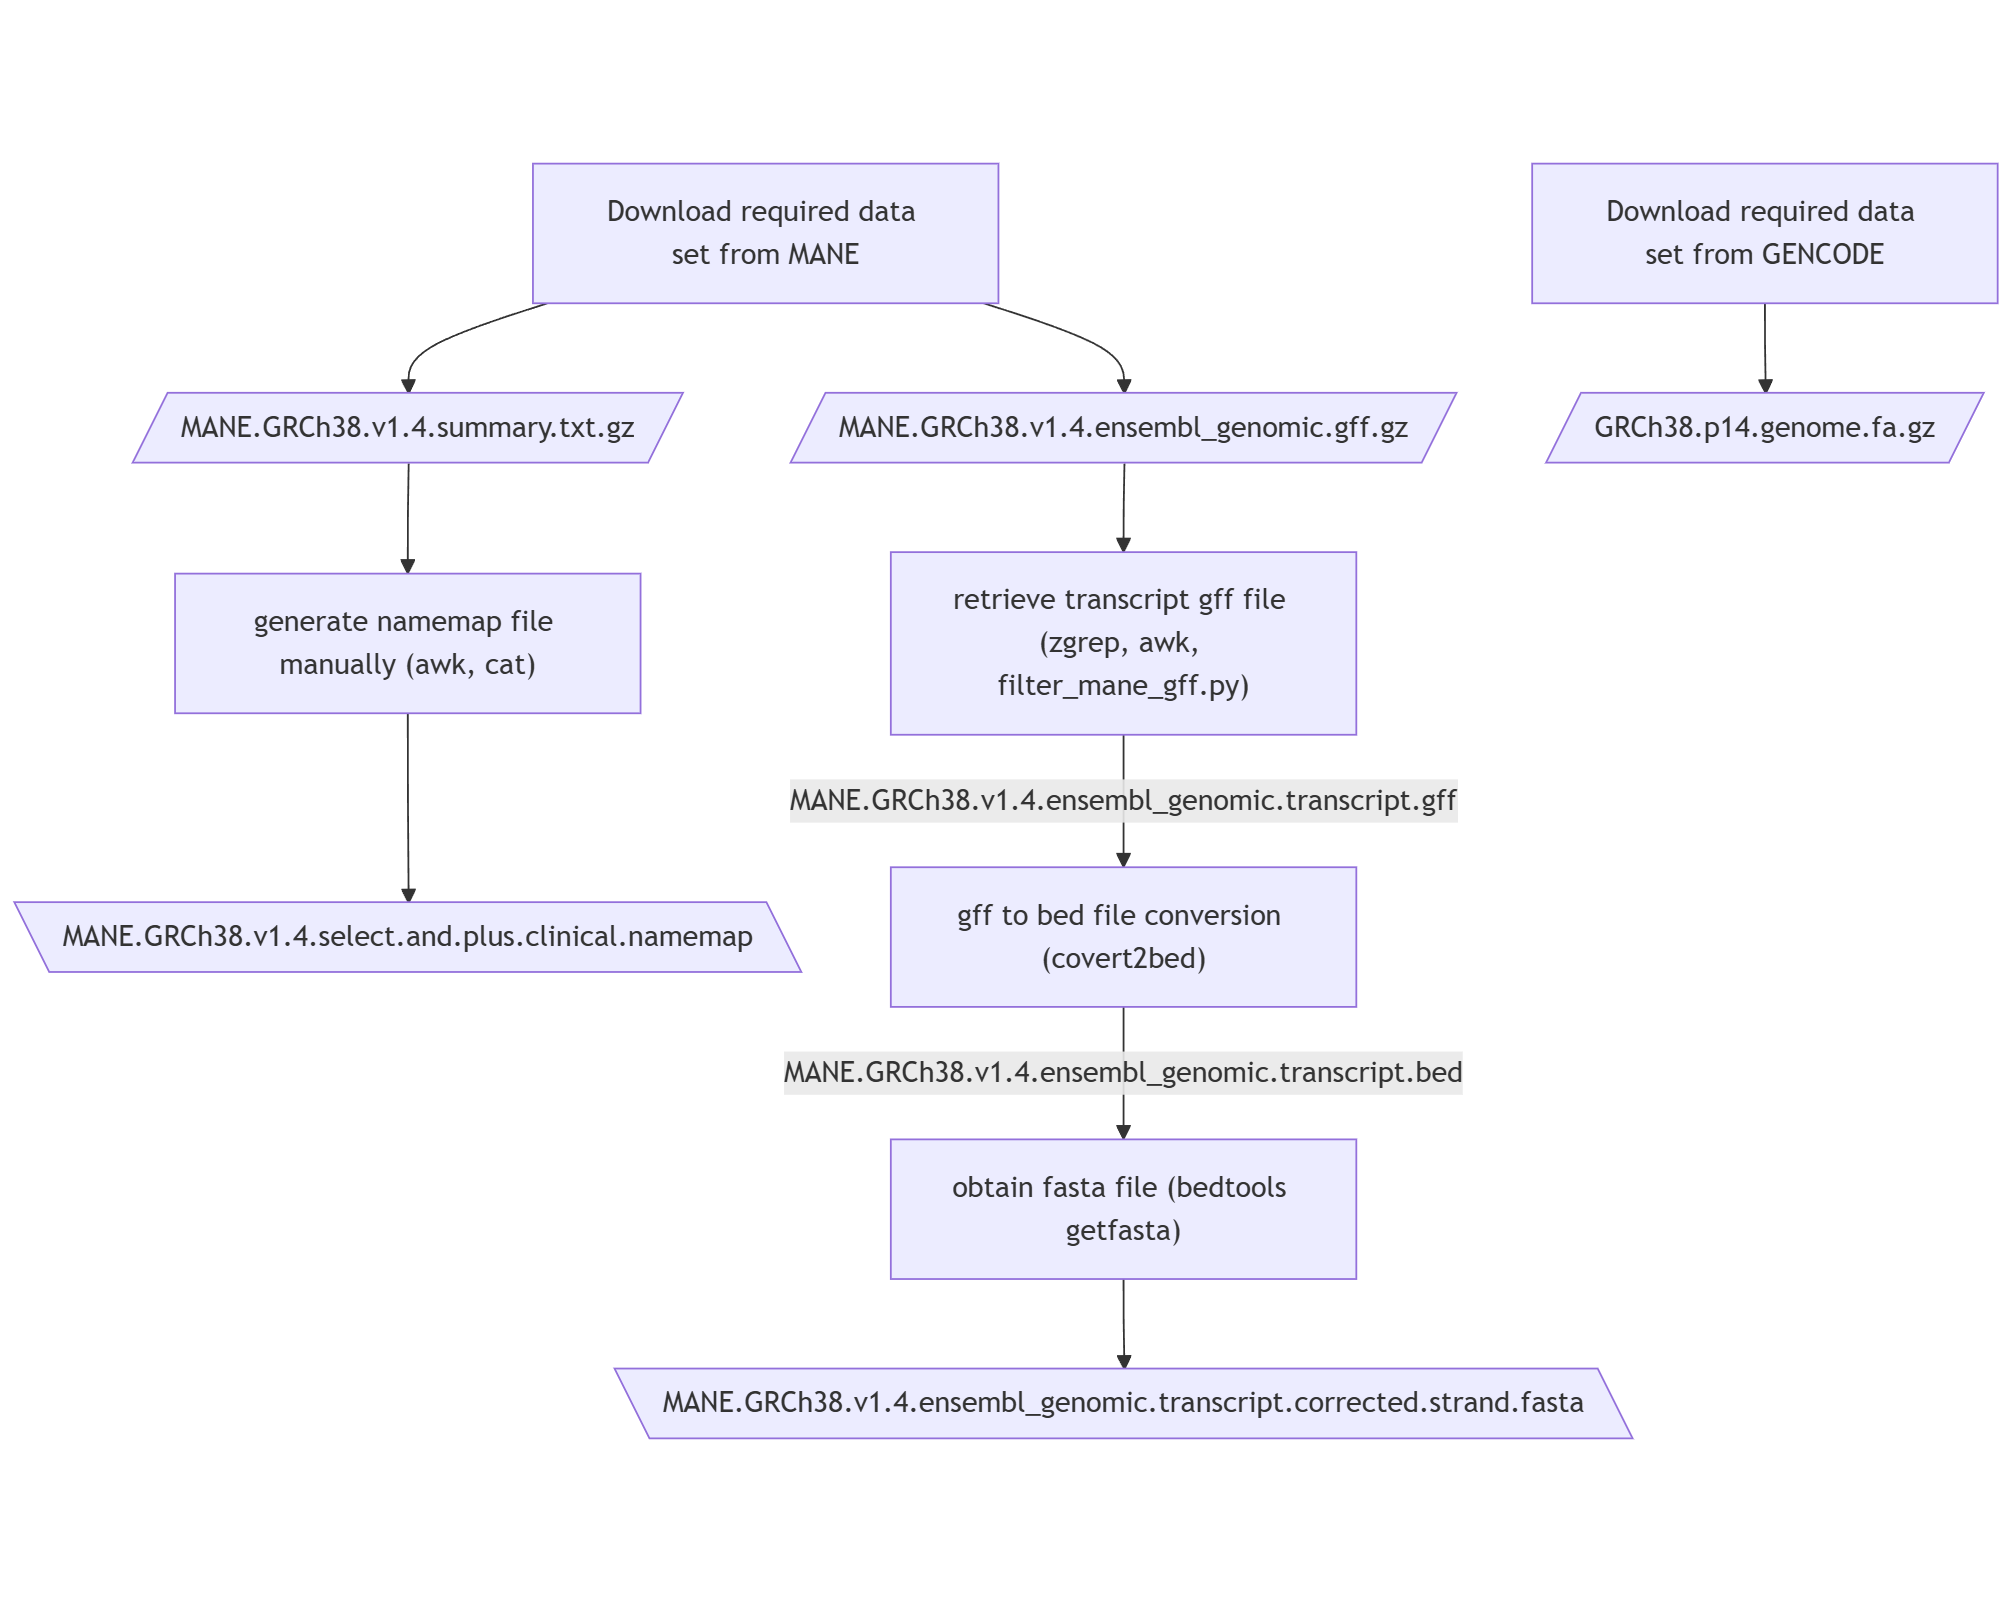 Download required data
set from MANE
Download required data
set from GENCODE
MANE.GRCh38.v1.4.summary.txt.gz
MANE.GRCh38.v1.4.ensembl_genomic.gff.gz
GRCh38.p14.genome.fa.gz
generate namemap file
manually (awk, cat)
retrieve transcript gff file
(zgrep, awk,
filter_mane_gff.py)
MANE.GRCh38.v1.4.ensembl_genomic.transcript.gff
MANE.GRCh38.v1.4.select.and.plus.clinical.namemap
gff to bed file conversion
(covert2bed)
MANE.GRCh38.v1.4.ensembl_genomic.transcript.bed
obtain fasta file (bedtools
getfasta)
MANE.GRCh38.v1.4.ensembl_genomic.transcript.corrected.strand.fasta